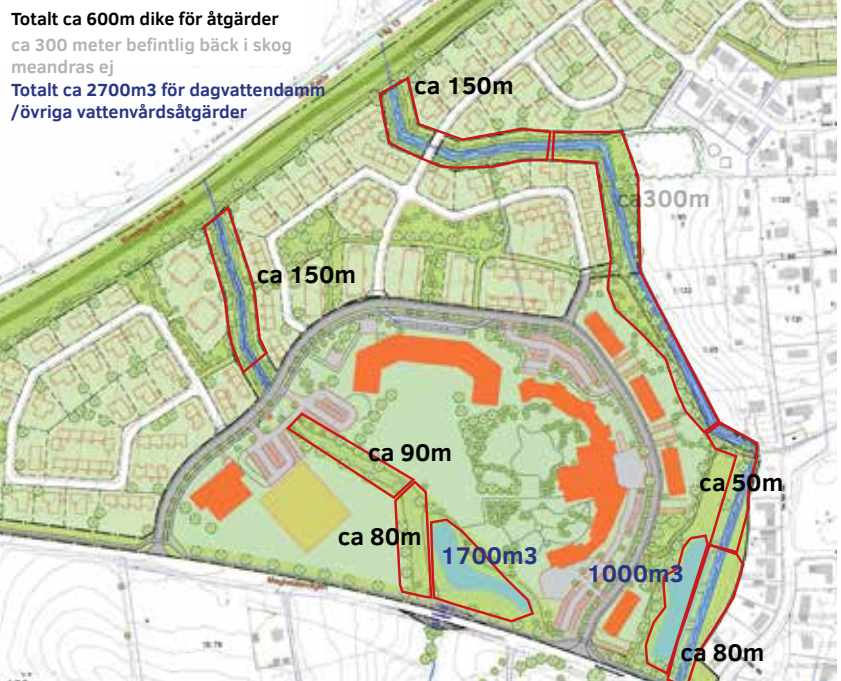 Totalt ca 600m dike för åtgärder
ca 300 meter befintlig bäck i skog
meandras ej
Totalt ca 2700m3 för dagvattendamm
/övriga vattenvårdsåtgärder
ca 150m
ca300m
ca 150m
ca 90m
ca 50m
ca 80m
1700m3
1000m3
ca 80m